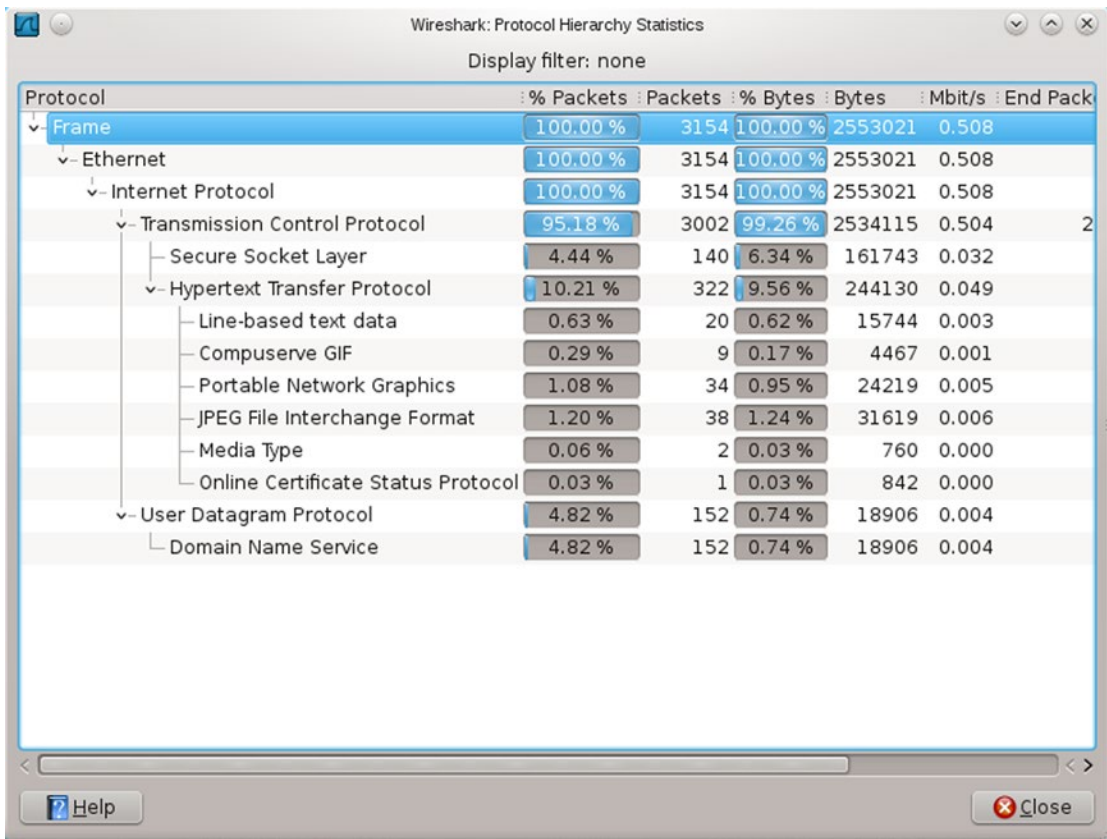 Wireshark: Protocol Hierarchy Statistics
Display filter: none
Protocol % Packets Packets % Bytes Bytes Mbit/s End Pack
Frame 100.00 % 3154 100.00 % 2553021 0.508
Ethernet 100.00 % 3154 100.00 % 2553021 0.508
Internet Protocol 100.00 % 3154 100.00 % 2553021 0.508
Transmission Control Protocol 95.18 % 3002 99.26 % 2534115 0.504 2
Secure Socket Layer 4.44 % 140 6.34 % 161743 0.032
Hypertext Transfer Protocol 10.21 % 322 9.56 % 244130 0.049
Line-based text data 0.63 % 20 0.62 % 15744 0.003
Compuserve GIF 0.29 % 9 0.17 % 4467 0.001
Portable Network Graphics 1.08 % 34 0.95 % 24219 0.005
JPEG File Interchange Format 1.20 % 38 1.24 % 31619 0.006
Media Type 0.06 % 2 0.03 % 760 0.000
Online Certificate Status Protocol 0.03 % 1 0.03 % 842 0.000
User Datagram Protocol 4.82 % 152 0.74 % 18906 0.004
Domain Name Service 4.82 % 152 0.74 % 18906 0.004
Help Close